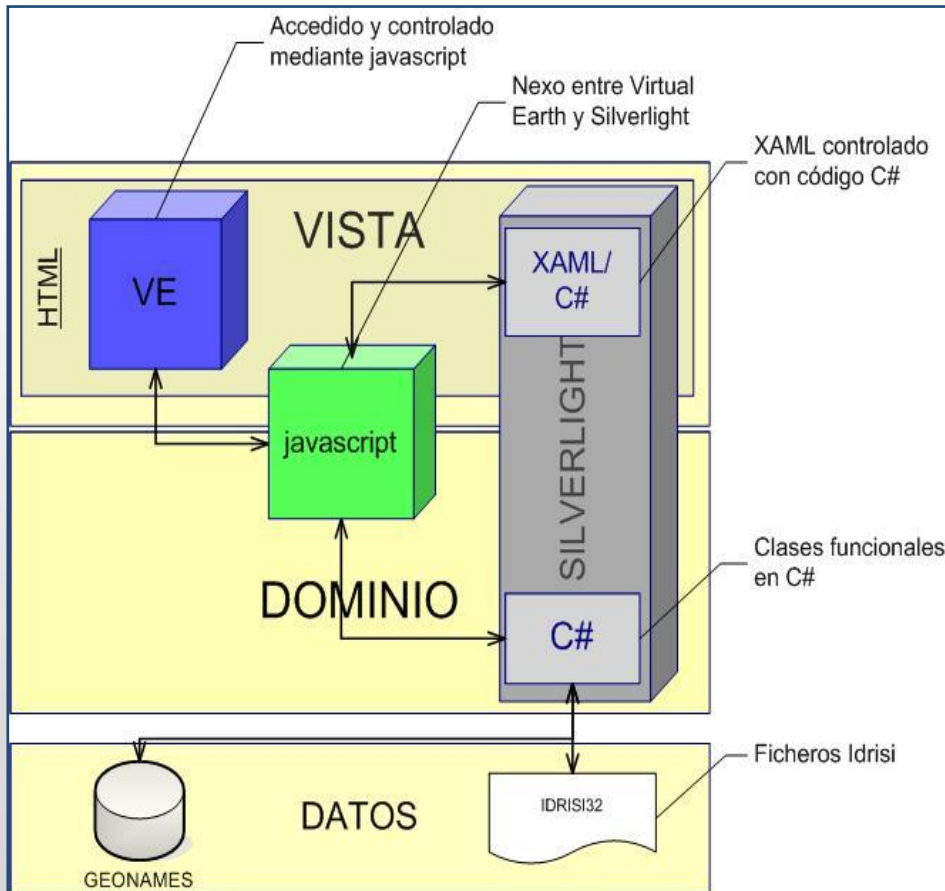 Accedido y controlado
mediante javascript
Nexo entre Virtual
Earth y Silverlight
XAML controlado
con código C#
VISTA
HTML
VE
XAML/
C#
javascript
SILVERLIGHT
DOMINIO
C#
Clases funcionales
en C#
Ficheros Idrisi
IDRISI32
DATOS
GEONAMES